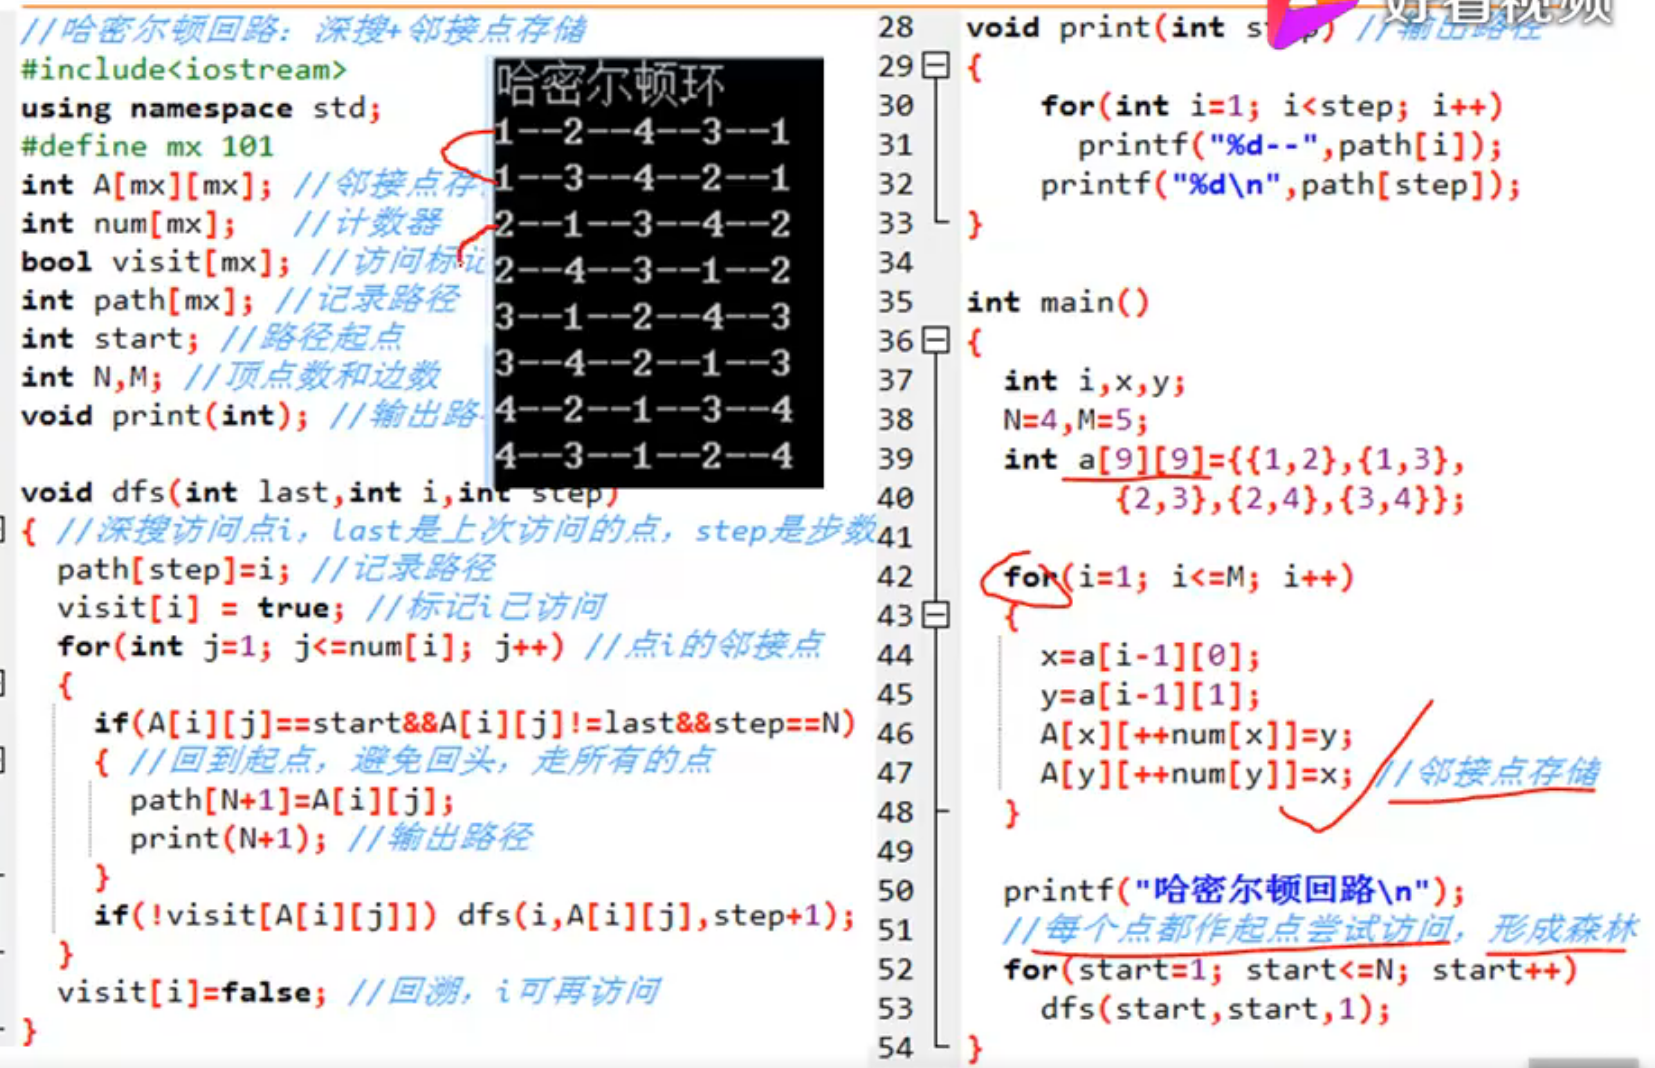 //哈密尔顿回路：深搜+邻接点存储
#include<iostream>
using namespace std;
#define mx 101
int A[mx][mx]; //邻接点存
int num[mx]; //计数器
bool visit[mx]; //访问标记
int path[mx]; //记录路径
int start; //路径起点
int N,M; //顶点数和边数
void print(int); //输出路
void dfs(int last,int i,int step)
{ //深搜访问点i，last是上次访问的点，step是步数
path[step]=i; //记录路径
visit[i] = true; //标记i已访问
for(int j=1; j<=num[i]; j++) //点i的邻接点
{
if(A[i][j]==start&&A[i][j]!=last&&step==N)
{ //回到起点，避免回头，走所有的点
path[N+1]=A[i][j];
print(N+1); //输出路径
}
if(!visit[A[i][j]]) dfs(i,A[i][j],step+1);
}
visit[i]=false; //回溯，i可再访问
}
哈密尔顿环
1--2--4--3--1
1--3--4--2--1
2--1--3--4--2
2--4--3--1--2
3--1--2--4--3
3--4--2--1--3
4--2--1--3--4
4--3--1--2--4
好看视频
28 void print(int step) //输出路径
29 {
30 for(int i=1; i<step; i++)
31 printf("%d--",path[i]);
32 printf("%d\n",path[step]);
33 }
34
35 int main()
36 {
37 int i,x,y;
38 N=4,M=5;
39 int a[9][9]={{1,2},{1,3},
40 {2,3},{2,4},{3,4}};
41
42 for(i=1; i<=M; i++)
43 {
44 x=a[i-1][0];
45 y=a[i-1][1];
46 A[x][++num[x]]=y;
47 A[y][++num[y]]=x; //邻接点存储
48 }
49
50 printf("哈密尔顿回路\n");
51 //每个点都作起点尝试访问，形成森林
52 for(start=1; start<=N; start++)
53 dfs(start,start,1);
54 }